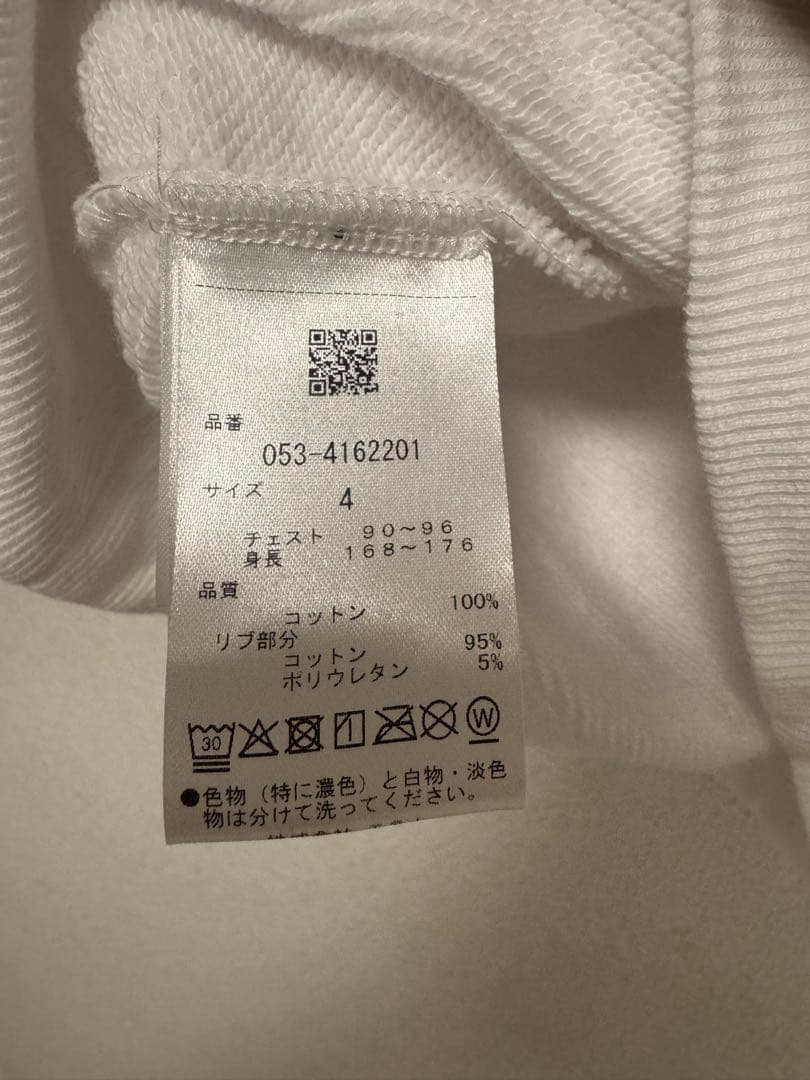 品番
053-4162201
サイズ 4
チェスト 90~96
身長 168~176
品質
コットン 100%
リブ部分
コットン 95%
ポリウレタン 5%
30 W
●色物（特に濃色）と白物・淡色
物は分けて洗ってください。